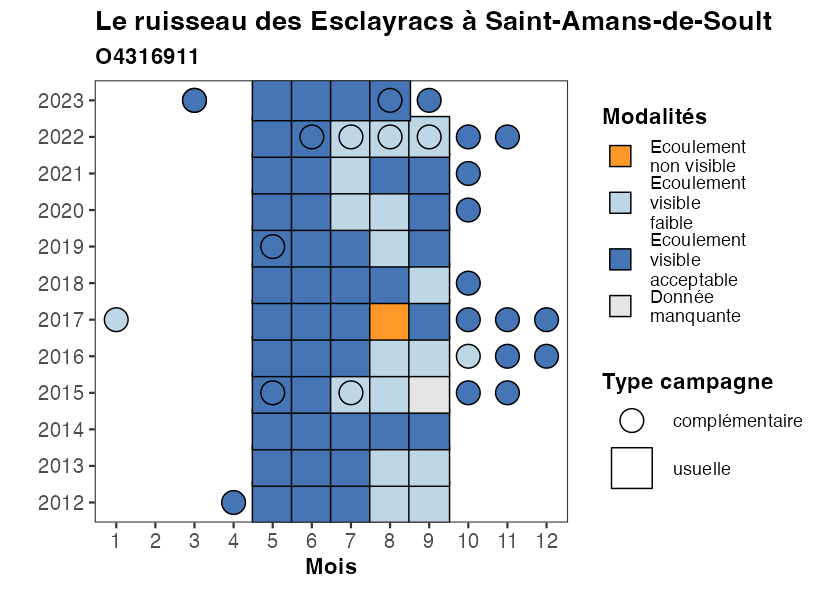 Le ruisseau des Esclayracs à Saint-Amans-de-Soult
O4316911
2023
2022
2021
2020
2019
2018
2017
2016
2015
2014
2013
2012
1 2 3 4 5 6 7 8 9 10 11 12
Mois
Modalités
Ecoulement
non visible
Ecoulement
visible
faible
Ecoulement
visible
acceptable
Donnée
manquante
Type campagne
complémentaire
usuelle